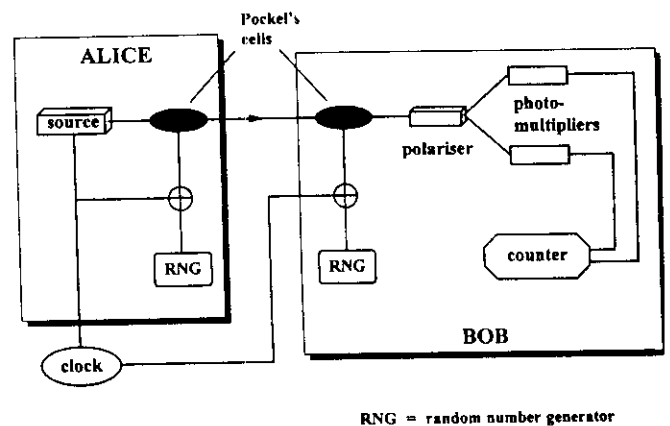 Pockel's
cells
ALICE
source
RNG
clock
polariser
photo-
multipliers
RNG
counter
BOB
RNG = random number generator